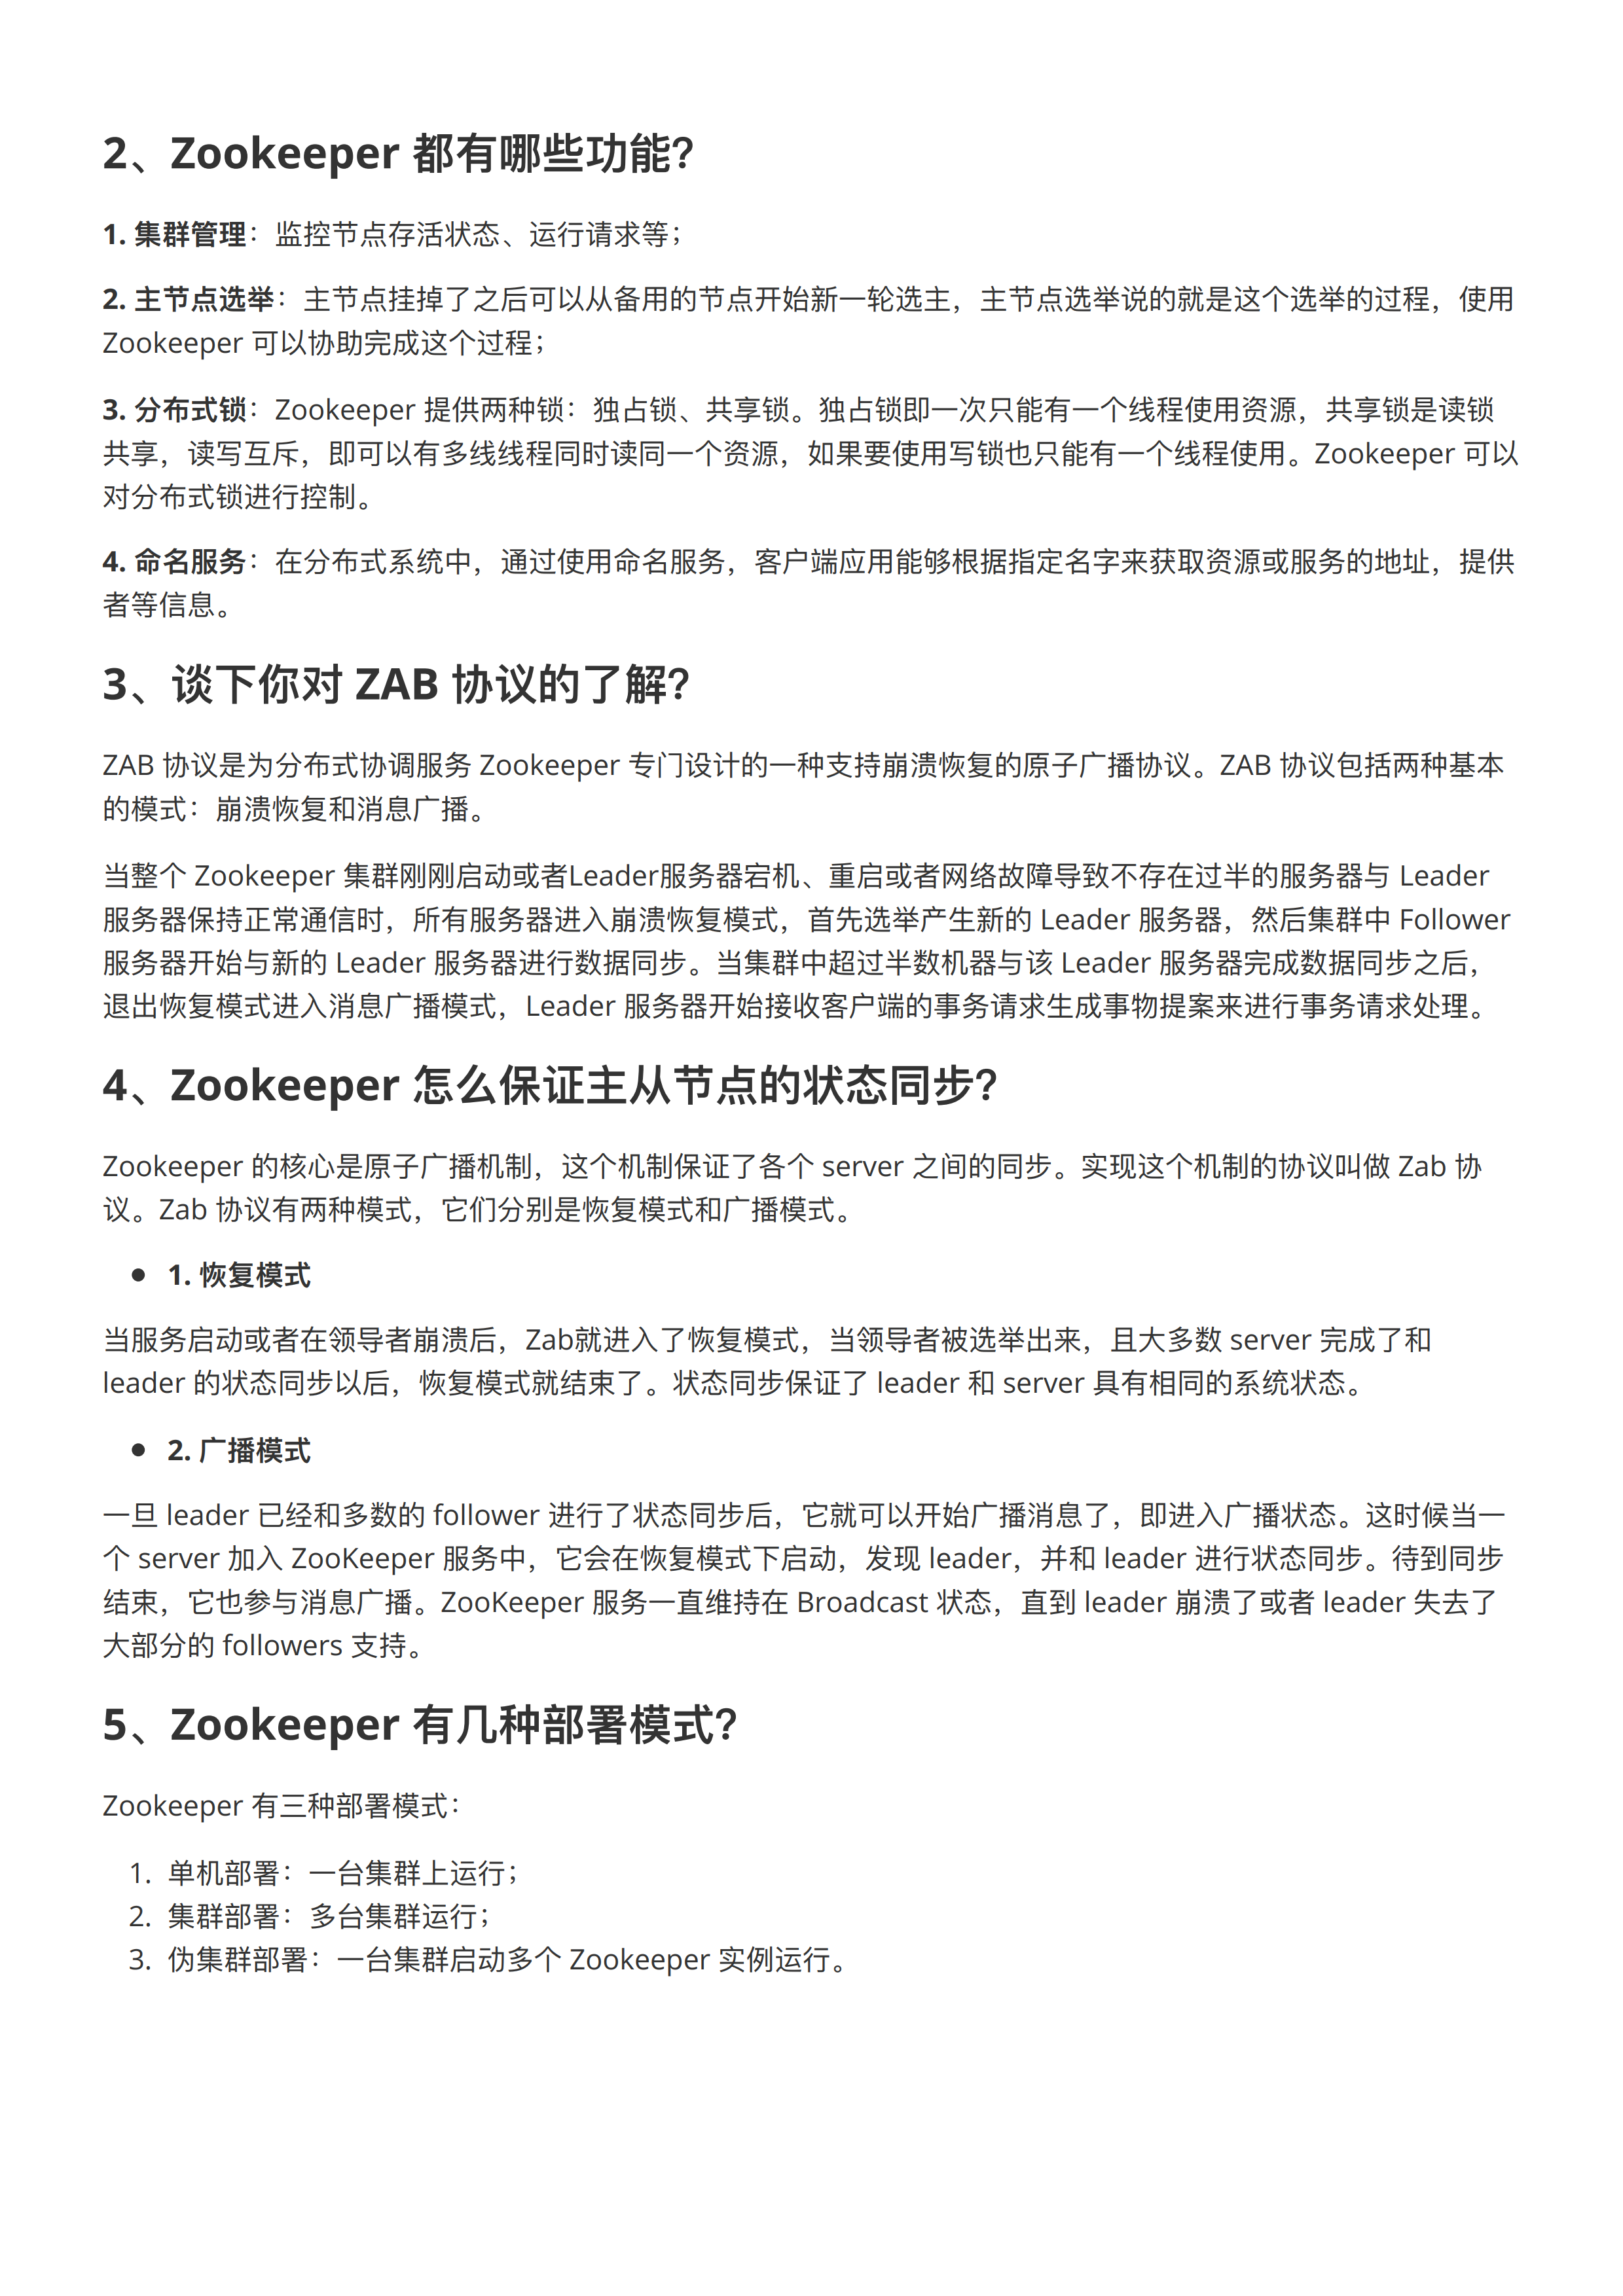 2、Zookeeper 都有哪些功能？
1. 集群管理：监控节点存活状态、运行请求等；
2. 主节点选举：主节点挂掉了之后可以从备用的节点开始新一轮选主，主节点选举说的就是这个选举的过程，使用
Zookeeper 可以协助完成这个过程；
3. 分布式锁：Zookeeper 提供两种锁：独占锁、共享锁。独占锁即一次只能有一个线程使用资源，共享锁是读锁
共享，读写互斥，即可以有多线线程同时读同一个资源，如果要使用写锁也只能有一个线程使用。Zookeeper 可以
对分布式锁进行控制。
4. 命名服务：在分布式系统中，通过使用命名服务，客户端应用能够根据指定名字来获取资源或服务的地址，提供
者等信息。
3、谈下你对 ZAB 协议的了解？
ZAB 协议是为分布式协调服务 Zookeeper 专门设计的一种支持崩溃恢复的原子广播协议。ZAB 协议包括两种基本
的模式：崩溃恢复和消息广播。
当整个 Zookeeper 集群刚刚启动或者Leader服务器宕机、重启或者网络故障导致不存在过半的服务器与 Leader
服务器保持正常通信时，所有服务器进入崩溃恢复模式，首先选举产生新的 Leader 服务器，然后集群中 Follower
服务器开始与新的 Leader 服务器进行数据同步。当集群中超过半数机器与该 Leader 服务器完成数据同步之后，
退出恢复模式进入消息广播模式，Leader 服务器开始接收客户端的事务请求生成事物提案来进行事务请求处理。
4、Zookeeper 怎么保证主从节点的状态同步？
Zookeeper 的核心是原子广播机制，这个机制保证了各个 server 之间的同步。实现这个机制的协议叫做 Zab 协
议。Zab 协议有两种模式，它们分别是恢复模式和广播模式。
● 1. 恢复模式
当服务启动或者在领导者崩溃后，Zab就进入了恢复模式，当领导者被选举出来，且大多数 server 完成了和
leader 的状态同步以后，恢复模式就结束了。状态同步保证了 leader 和 server 具有相同的系统状态。
● 2. 广播模式
一旦 leader 已经和多数的 follower 进行了状态同步后，它就可以开始广播消息了，即进入广播状态。这时候当一
个 server 加入 ZooKeeper 服务中，它会在恢复模式下启动，发现 leader，并和 leader 进行状态同步。待到同步
结束，它也参与消息广播。ZooKeeper 服务一直维持在 Broadcast 状态，直到 leader 崩溃了或者 leader 失去了
大部分的 followers 支持。
5、Zookeeper 有几种部署模式？
Zookeeper 有三种部署模式：
1. 单机部署：一台集群上运行；
2. 集群部署：多台集群运行；
3. 伪集群部署：一台集群启动多个 Zookeeper 实例运行。